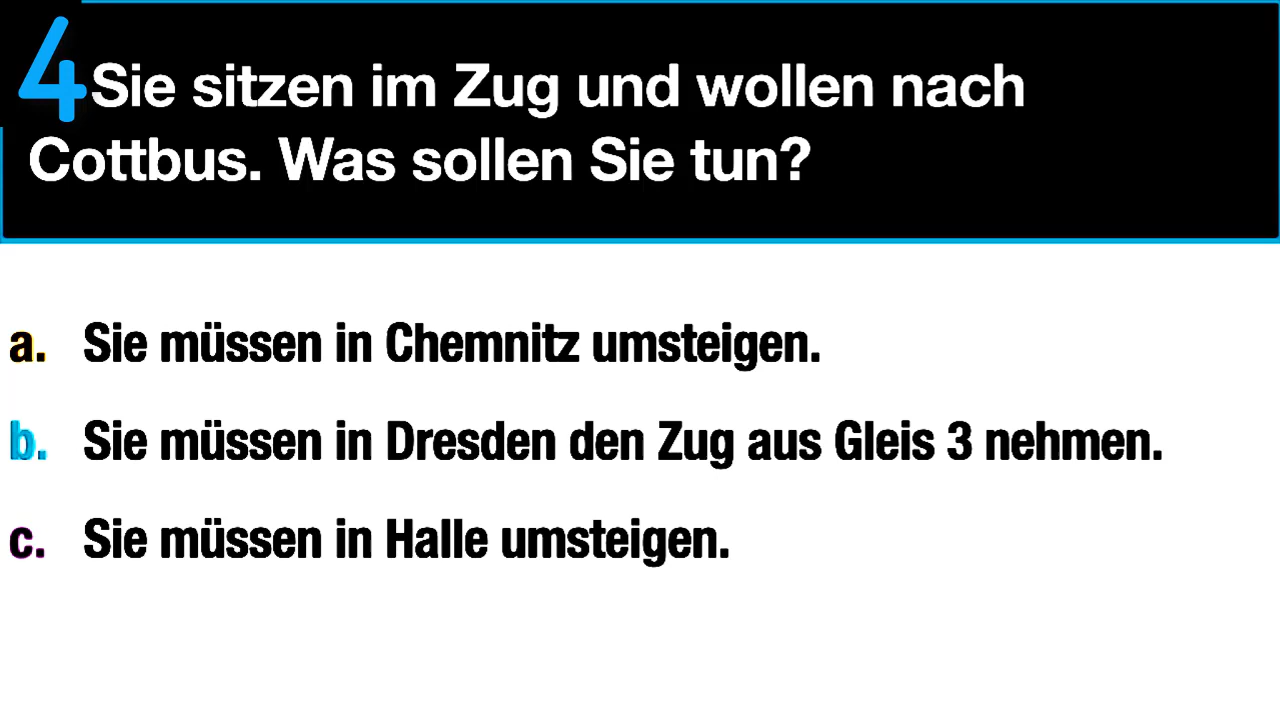 4 Sie sitzen im Zug und wollen nach
Cottbus. Was sollen Sie tun?
a. Sie müssen in Chemnitz umsteigen.
b. Sie müssen in Dresden den Zug aus Gleis 3 nehmen.
c. Sie müssen in Halle umsteigen.